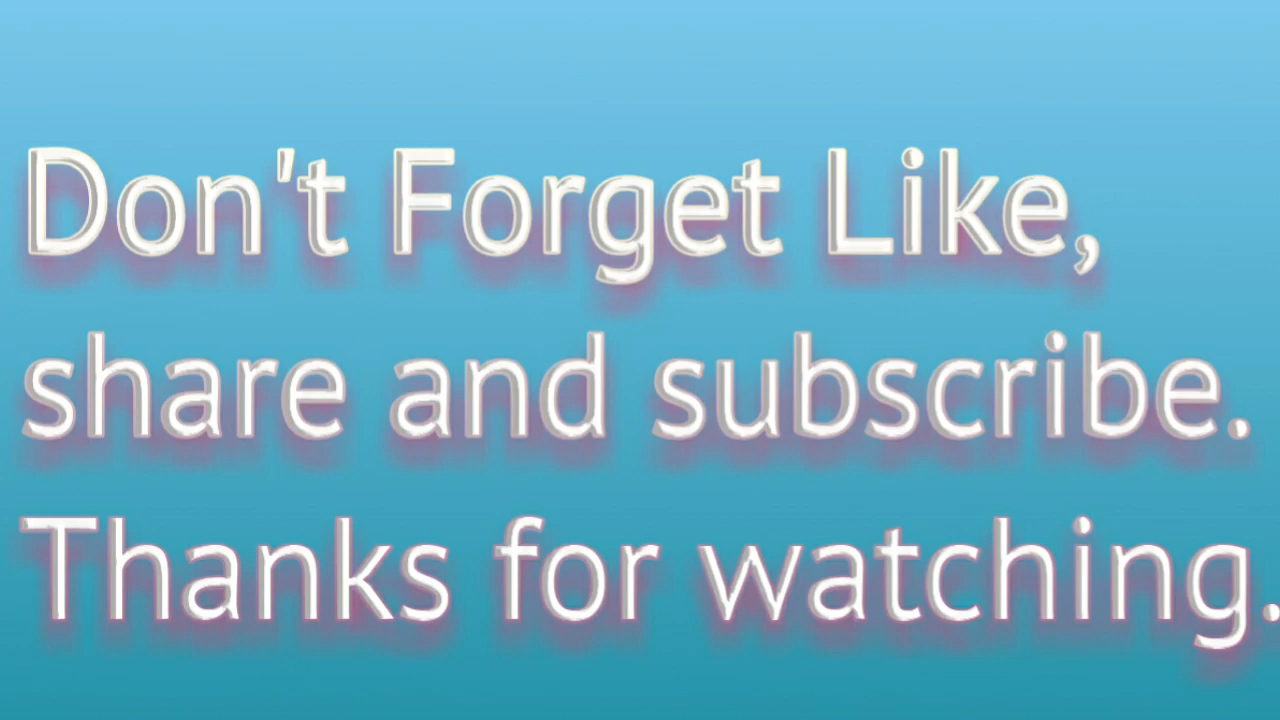 Don't Forget Like,
share and subscribe.
Thanks for watching.